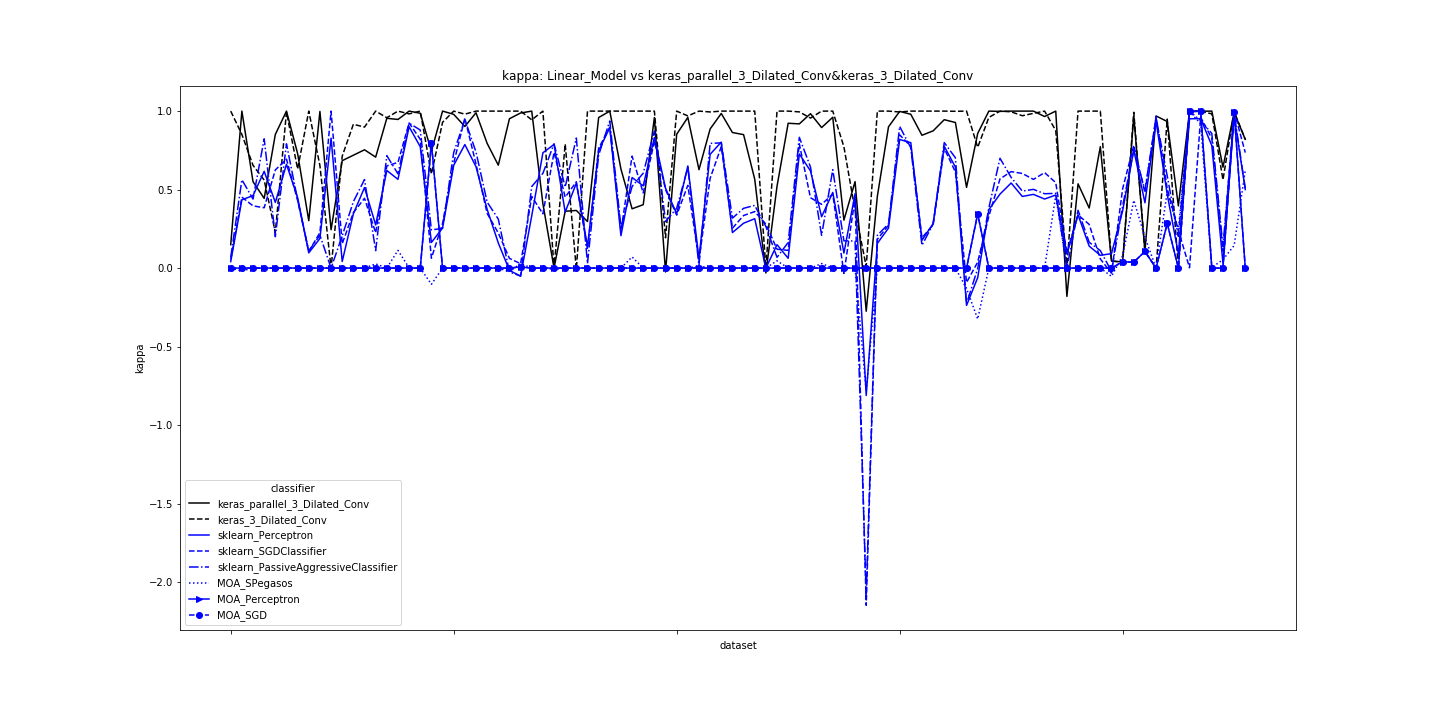 kappa: Linear_Model vs keras_parallel_3_Dilated_Conv&keras_3_Dilated_Conv
1.0
0.5
0.0
−0.5
−1.0
−1.5
−2.0
kappa
classifier
keras_parallel_3_Dilated_Conv
keras_3_Dilated_Conv
sklearn_Perceptron
sklearn_SGDClassifier
sklearn_PassiveAggressiveClassifier
MOA_SPegasos
MOA_Perceptron
MOA_SGD
dataset